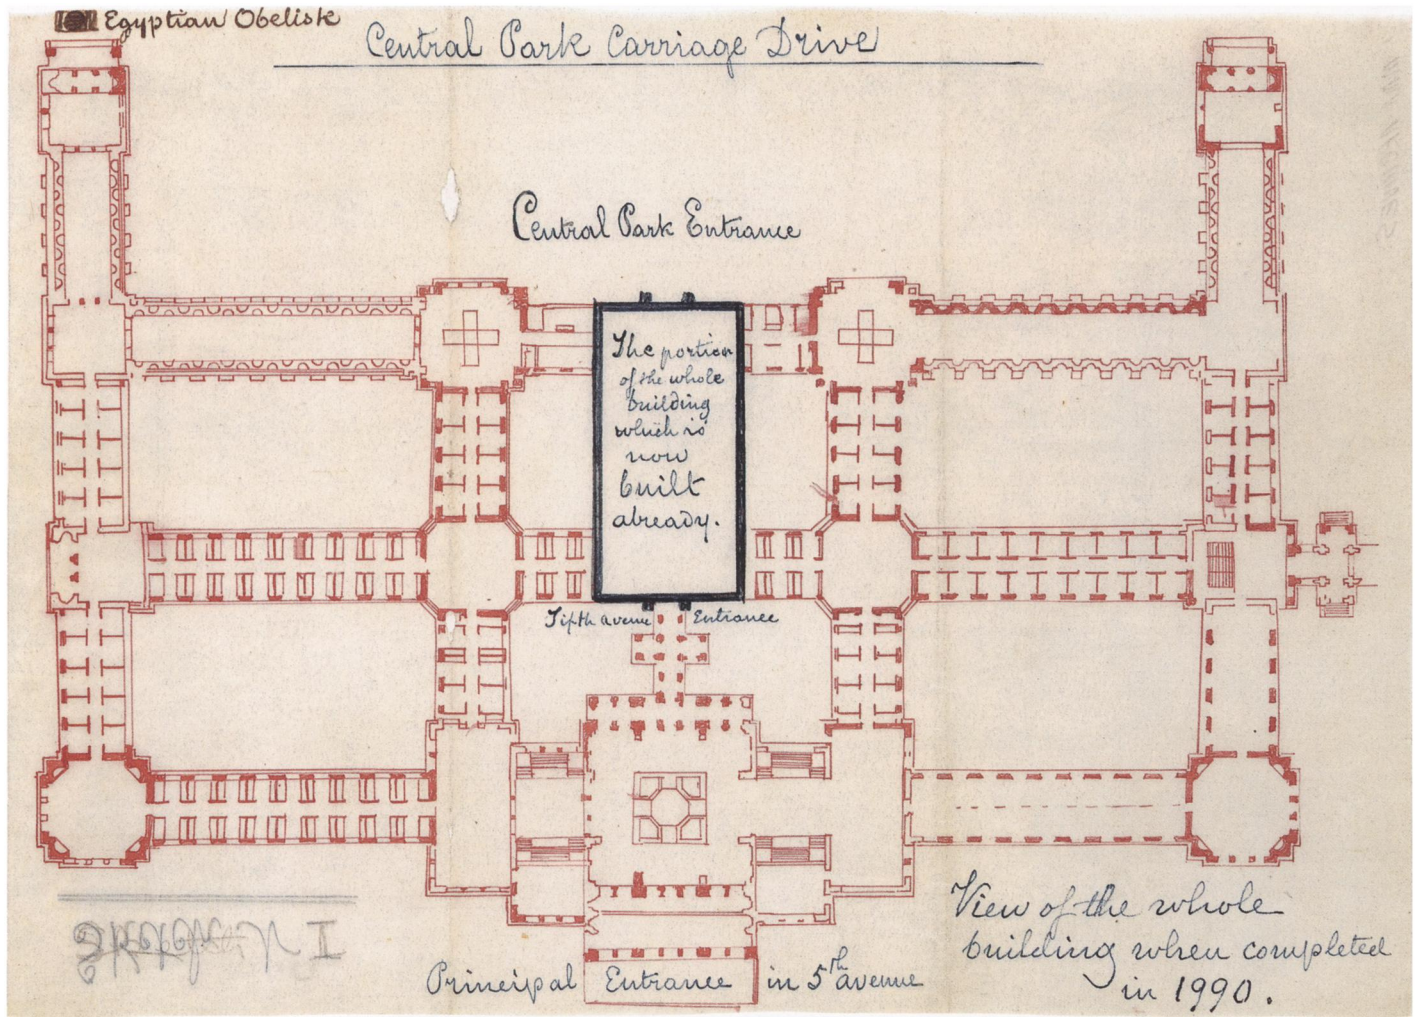 Egyptian Obelisk
Central Park Carriage Drive
Central Park Entrance
The portion
of the whole
building
which is
now
built
already.
Fifth avenue Entrance
View of the whole
building when completed
in 1990.
Principal Entrance in 5th avenue